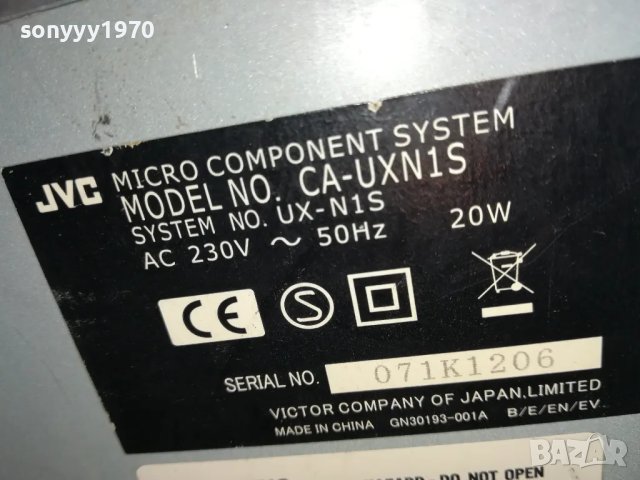 sonyyy1970
JVC MICRO COMPONENT SYSTEM
MODEL NO. CA-UXN1S
SYSTEM NO. UX-N1S
AC 230V ~ 50Hz 20W
CE S
SERIAL NO. 071K1206
VICTOR COMPANY OF JAPAN,LIMITED
MADE IN CHINA GN30193-001A B/E/EN/EV
DO NOT OPEN
bazar